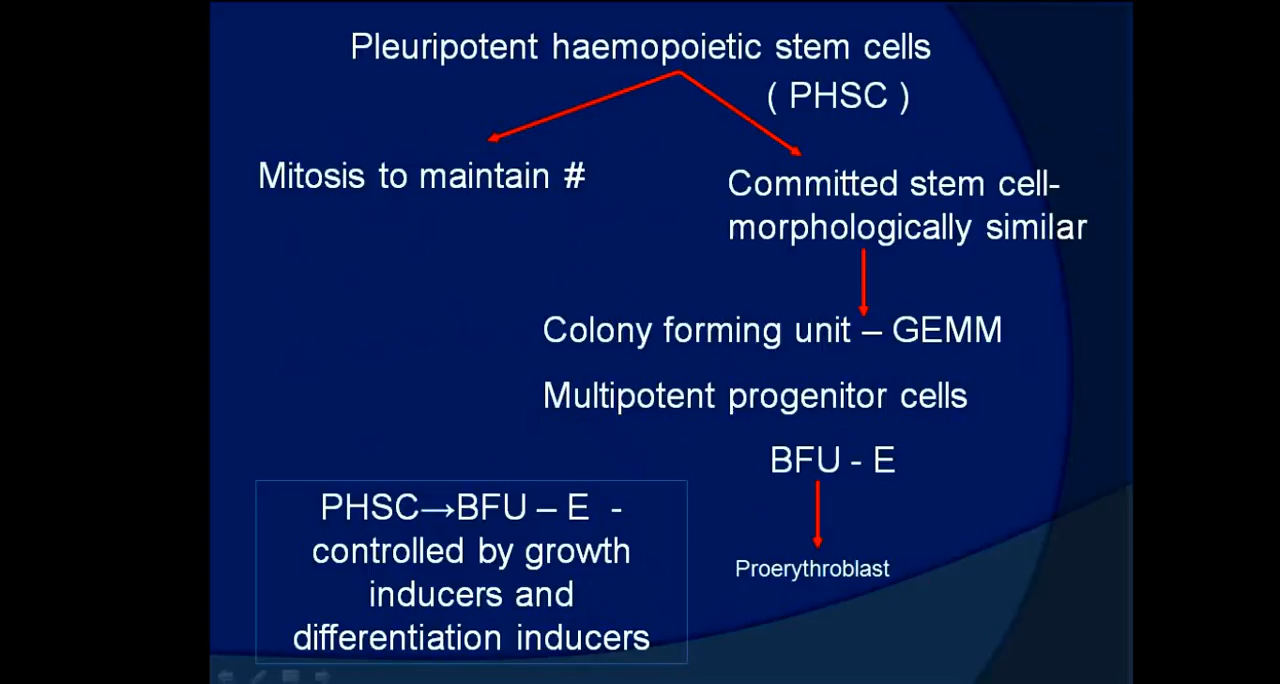 Pleuripotent haemopoietic stem cells
( PHSC )
Mitosis to maintain #
Committed stem cell-
morphologically similar
Colony forming unit – GEMM
Multipotent progenitor cells
BFU - E
Proerythroblast
PHSC→BFU – E -
controlled by growth
inducers and
differentiation inducers